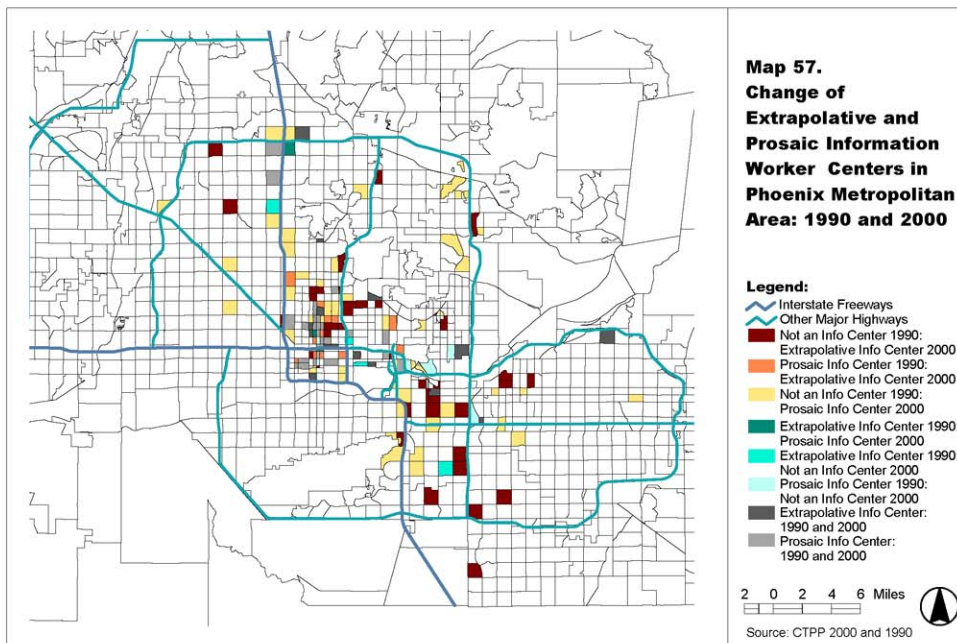 Map 57.
Change of
Extrapolative and
Prosaic Information
Worker Centers in
Phoenix Metropolitan
Area: 1990 and 2000
Legend:
Interstate Freeways
Other Major Highways
Not an Info Center 1990:
Extrapolative Info Center 2000
Prosaic Info Center 1990:
Extrapolative Info Center 2000
Not an Info Center 1990:
Prosaic Info Center 2000
Extrapolative Info Center 1990
Prosaic Info Center 2000
Extrapolative Info Center 1990
Not an Info Center 2000
Prosaic Info Center 1990:
Not an Info Center 2000
Extrapolative Info Center:
1990 and 2000
Prosaic Info Center:
1990 and 2000
2 0 2 4 6 Miles
Source: CTPP 2000 and 1990